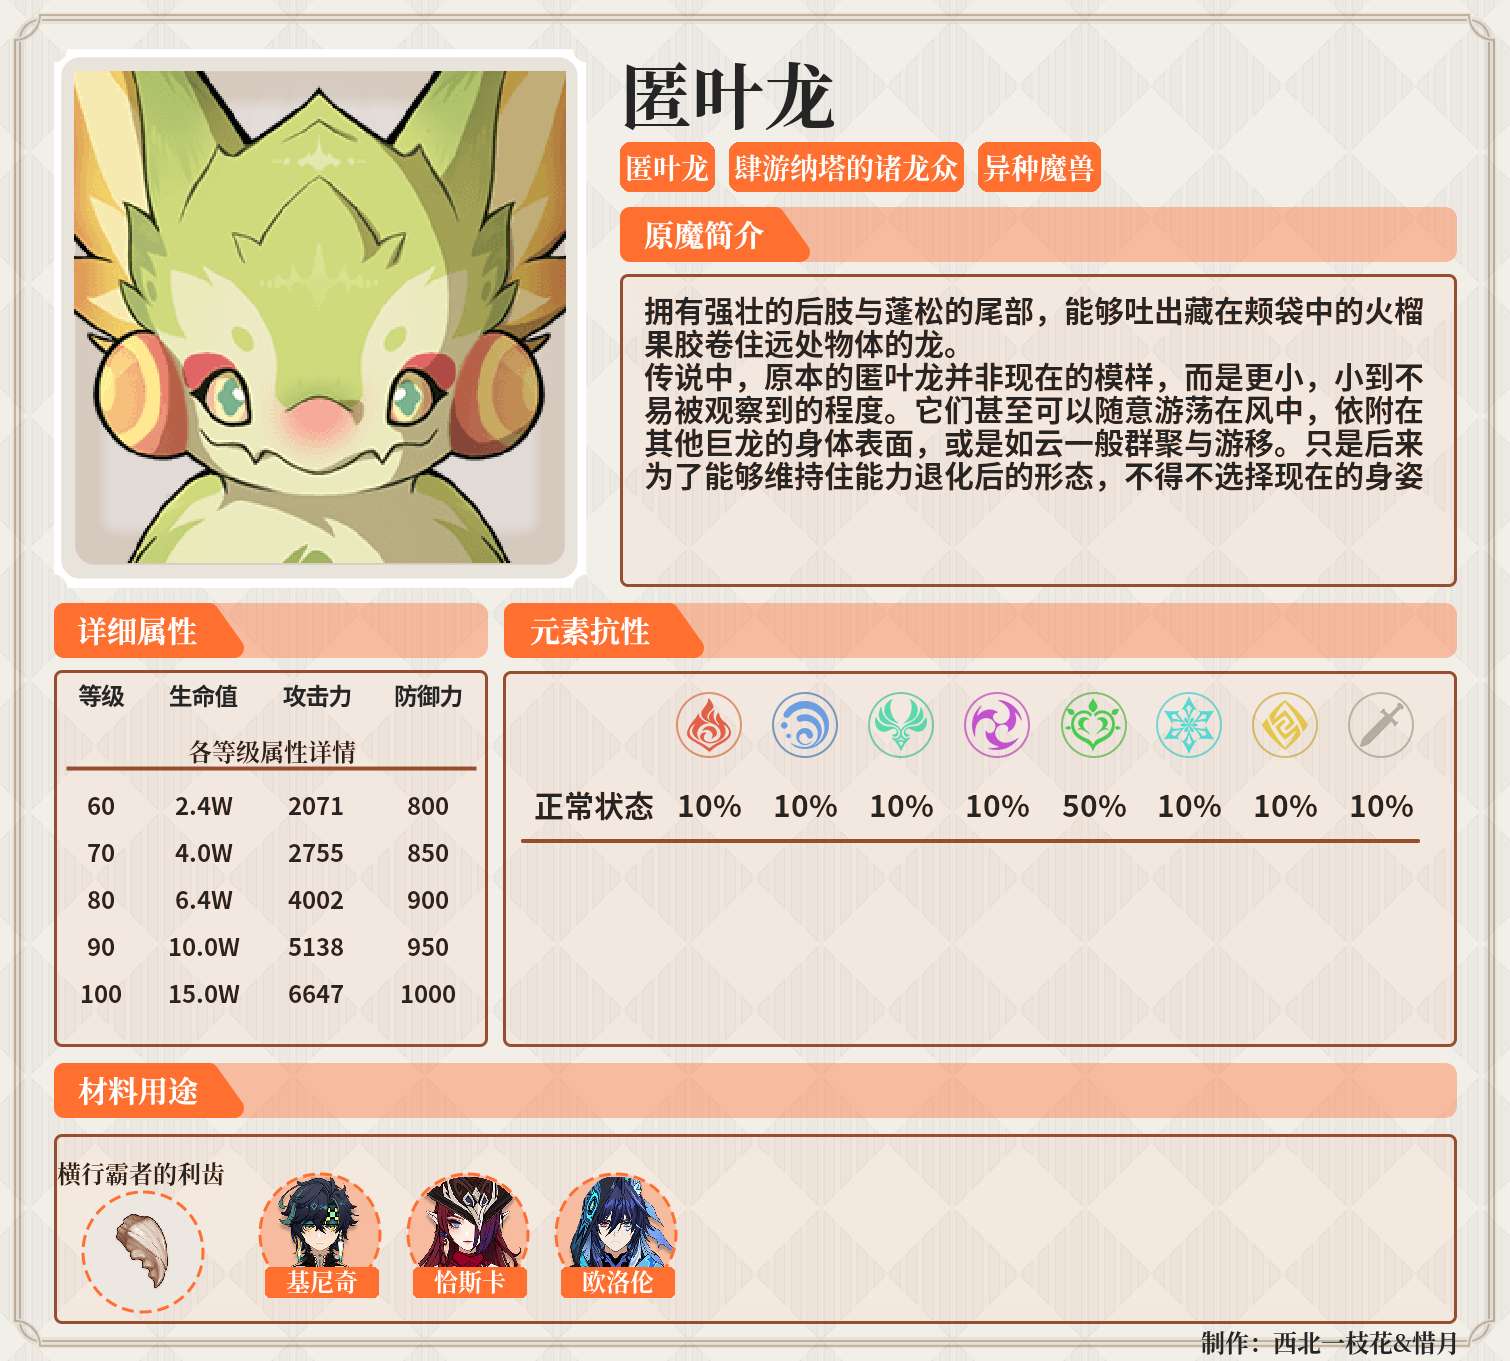 匿叶龙
匿叶龙 肆游纳塔的诸龙众 异种魔兽
原魔简介
拥有强壮的后肢与蓬松的尾部，能够吐出藏在颊袋中的火榴
果胶卷住远处物体的龙。
传说中，原本的匿叶龙并非现在的模样，而是更小，小到不
易被观察到的程度。它们甚至可以随意游荡在风中，依附在
其他巨龙的身体表面，或是如云一般群聚与游移。只是后来
为了能够维持住能力退化后的形态，不得不选择现在的身姿
详细属性
等级 生命值 攻击力 防御力
各等级属性详情
60 2.4W 2071 800
70 4.0W 2755 850
80 6.4W 4002 900
90 10.0W 5138 950
100 15.0W 6647 1000
元素抗性
正常状态 10% 10% 10% 10% 50% 10% 10% 10%
材料用途
横行霸者的利齿
基尼奇 恰斯卡 欧洛伦
制作：西北一枝花&惜月